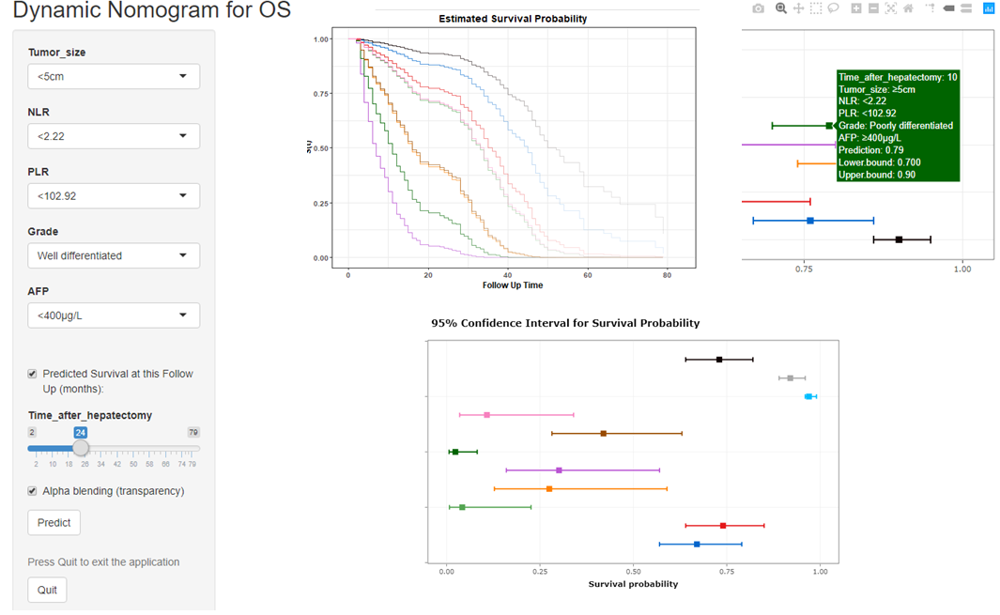 Dynamic Nomogram for OS
Tumor_size
<5cm
NLR
<2.22
PLR
<102.92
Grade
Well differentiated
AFP
<400µg/L
Predicted Survival at this Follow
Up (months):
Time_after_hepatectomy
2 24 79
2 10 18 26 34 42 50 58 66 74 79
Alpha blending (transparency)
Predict
Press Quit to exit the application
Quit
Estimated Survival Probability
1.00
0.75
S(t)
0.50
0.25
0.00
0 20 40 60 80
Follow Up Time
Time_after_hepatectomy: 10
Tumor_size: ≥5cm
NLR: <2.22
PLR: <102.92
Grade: Poorly differentiated
AFP: ≥400µg/L
Prediction: 0.79
Lower.bound: 0.700
Upper.bound: 0.90
0.75 1.00
95% Confidence Interval for Survival Probability
0.00 0.25 0.50 0.75 1.00
Survival probability